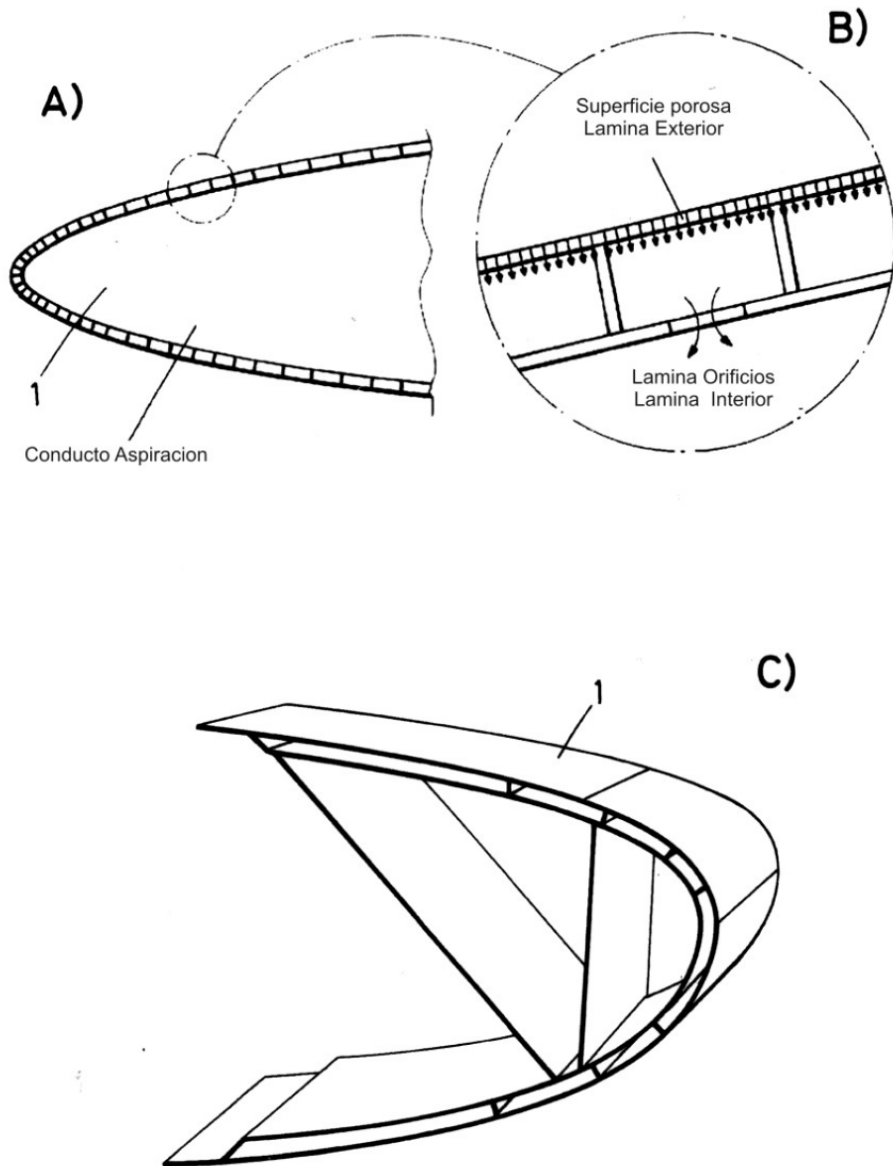 A)
B)
Superficie porosa
Lamina Exterior
1
Lamina Orificios
Lamina Interior
Conducto Aspiracion
C)
1